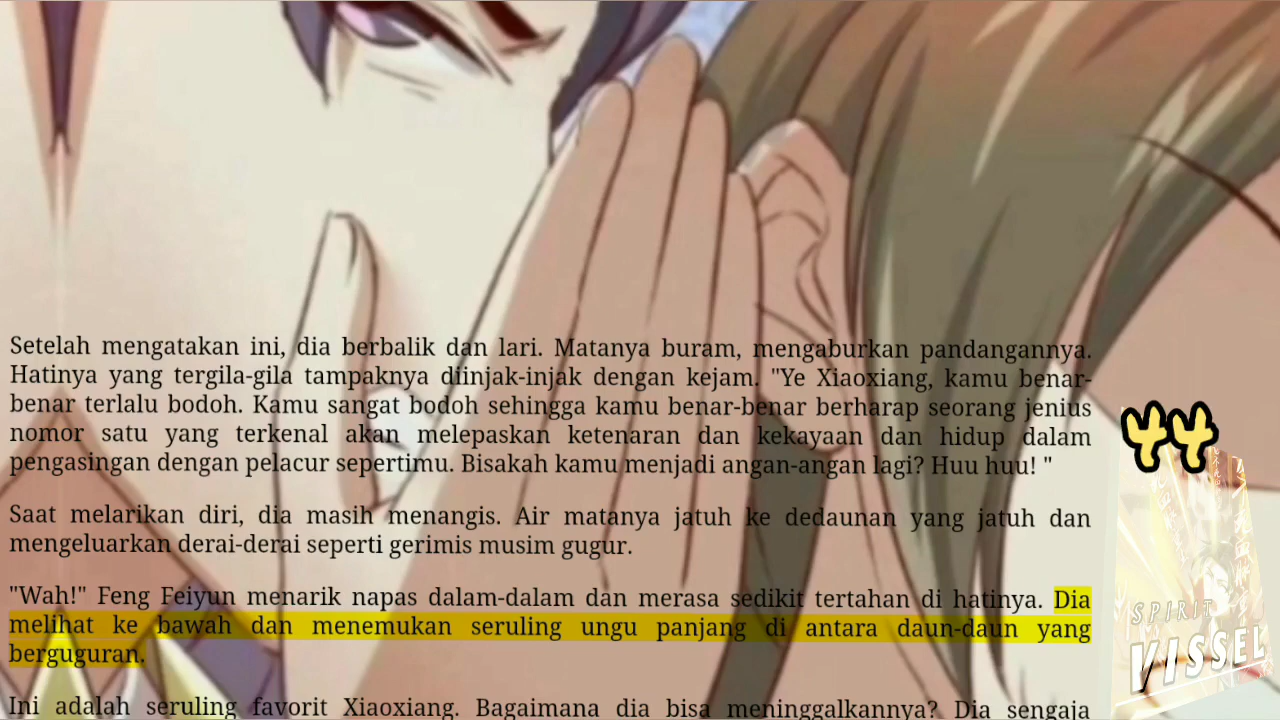 Setelah mengatakan ini, dia berbalik dan lari. Matanya buram, mengaburkan pandangannya.
Hatinya yang tergila-gila tampaknya diinjak-injak dengan kejam. "Ye Xiaoxiang, kamu benar-
benar terlalu bodoh. Kamu sangat bodoh sehingga kamu benar-benar berharap seorang jenius
nomor satu yang terkenal akan melepaskan ketenaran dan kekayaan dan hidup dalam
pengasingan dengan pelacur sepertimu. Bisakah kamu menjadi angan-angan lagi? Huu huu! "
Saat melarikan diri, dia masih menangis. Air matanya jatuh ke dedaunan yang jatuh dan
mengeluarkan derai-derai seperti gerimis musim gugur.
"Wah!" Feng Feiyun menarik napas dalam-dalam dan merasa sedikit tertahan di hatinya. Dia
melihat ke bawah dan menemukan seruling ungu panjang di antara daun-daun yang
berguguran.
Ini adalah seruling favorit Xiaoxiang. Bagaimana dia bisa meninggalkannya? Dia sengaja
44
SPIRIT
VISSEL